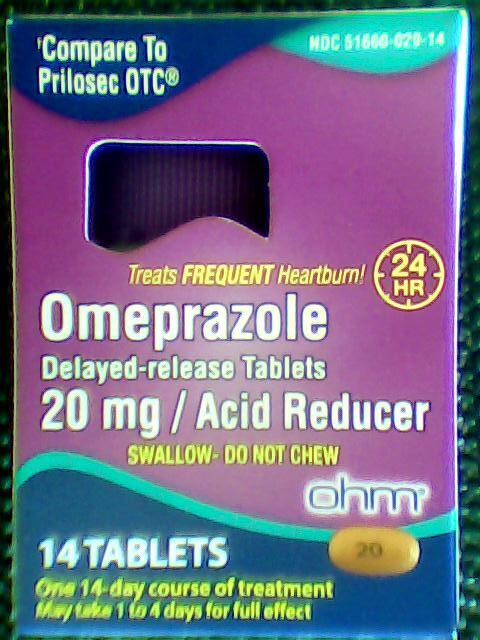 †Compare To
Prilosec OTC®
NDC 51660-029-14
Treats FREQUENT Heartburn!
24
HR
Omeprazole
Delayed-release Tablets
20 mg / Acid Reducer
SWALLOW- DO NOT CHEW
ohm®
20
14 TABLETS
One 14-day course of treatment
May take 1 to 4 days for full effect